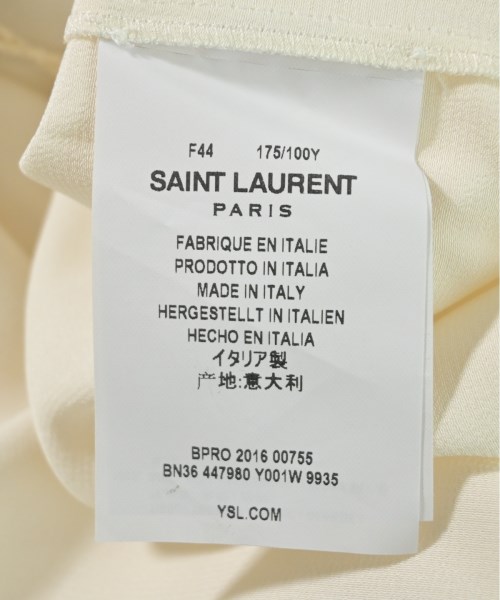 F44 175/100Y
SAINT LAURENT
PARIS
FABRIQUE EN ITALIE
PRODOTTO IN ITALIA
MADE IN ITALY
HERGESTELLT IN ITALIEN
HECHO EN ITALIA
イタリア製
产地:意大利
BPRO 2016 00755
BN36 447980 Y001W 9935
YSL.COM